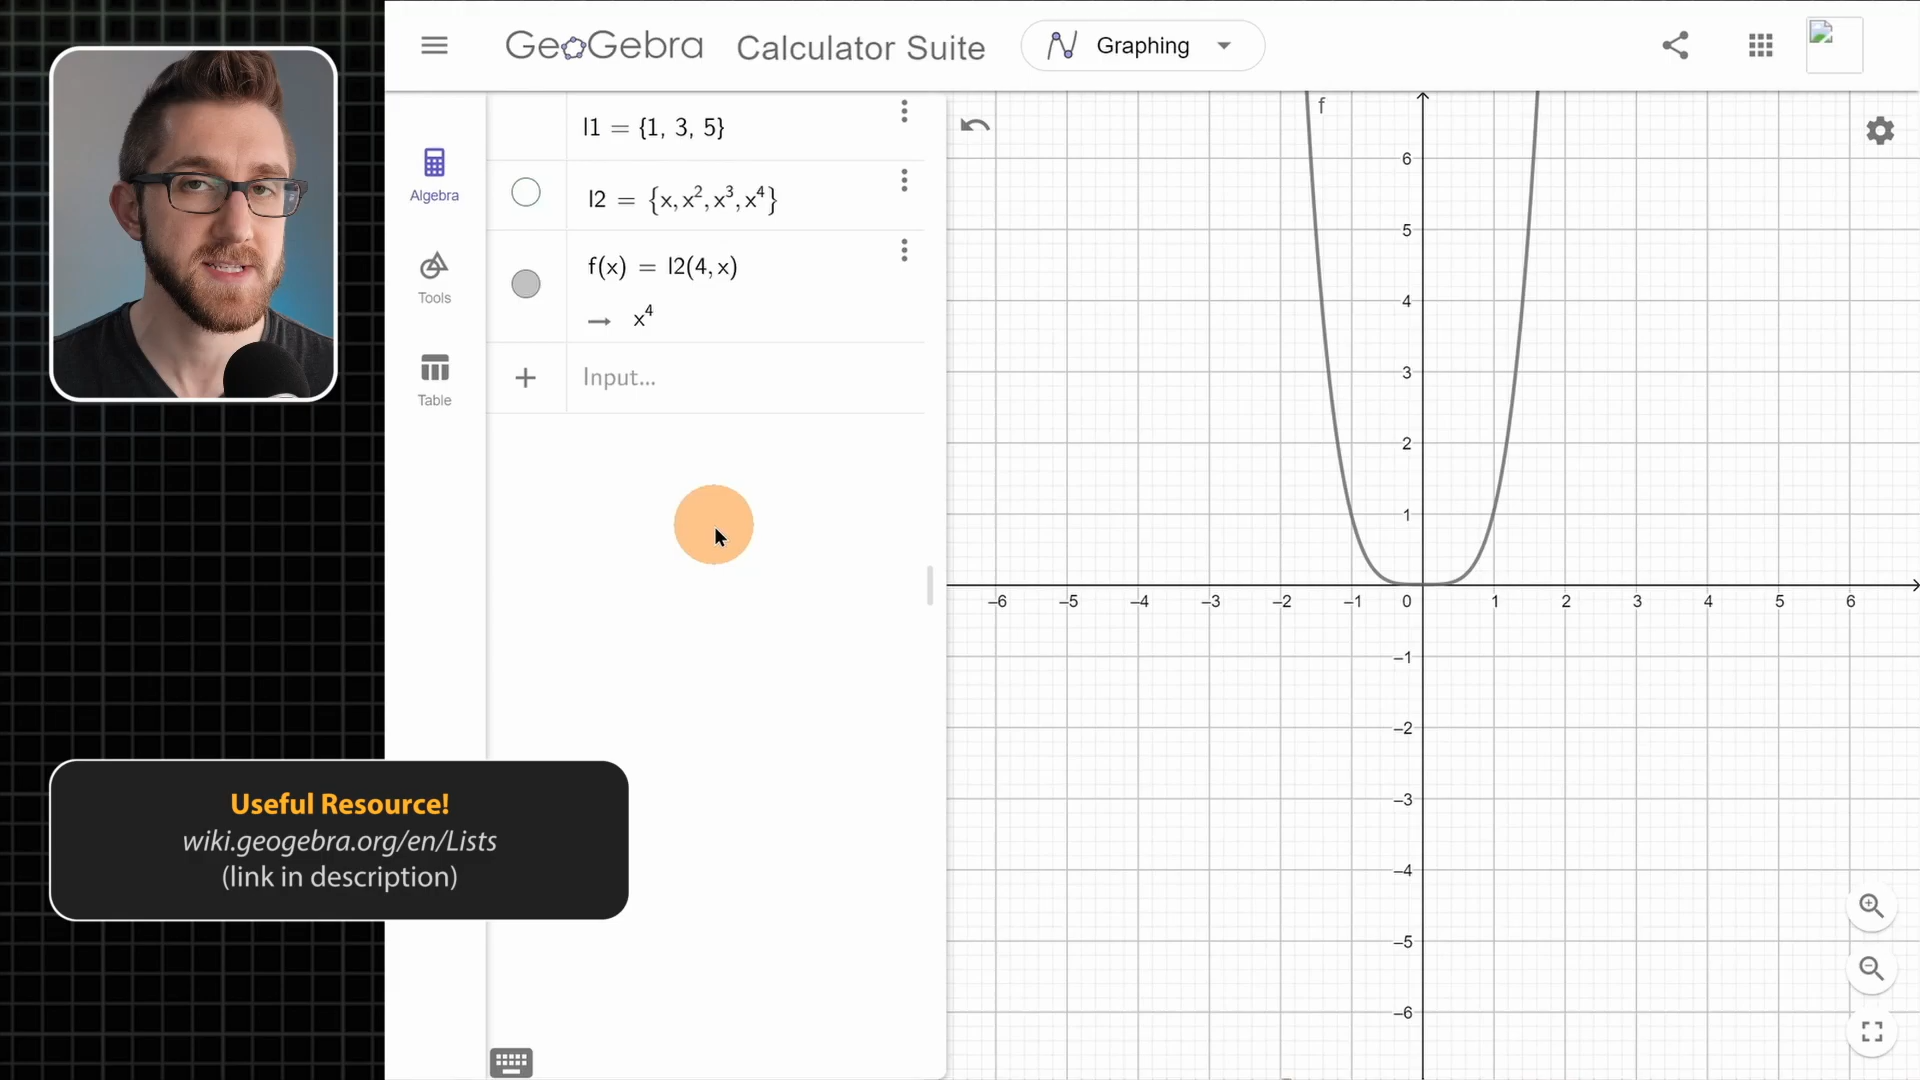 GeoGebra Calculator Suite Graphing
Algebra
Tools
Table
l1 = {1, 3, 5}
l2 = {x, x², x³, x⁴}
f(x) = l2(4, x)
→ x⁴
Input...
f
6
5
4
3
2
1
–6 –5 –4 –3 –2 –1 0 1 2 3 4 5 6
–1
–2
–3
–4
–5
–6
Useful Resource!
wiki.geogebra.org/en/Lists
(link in description)